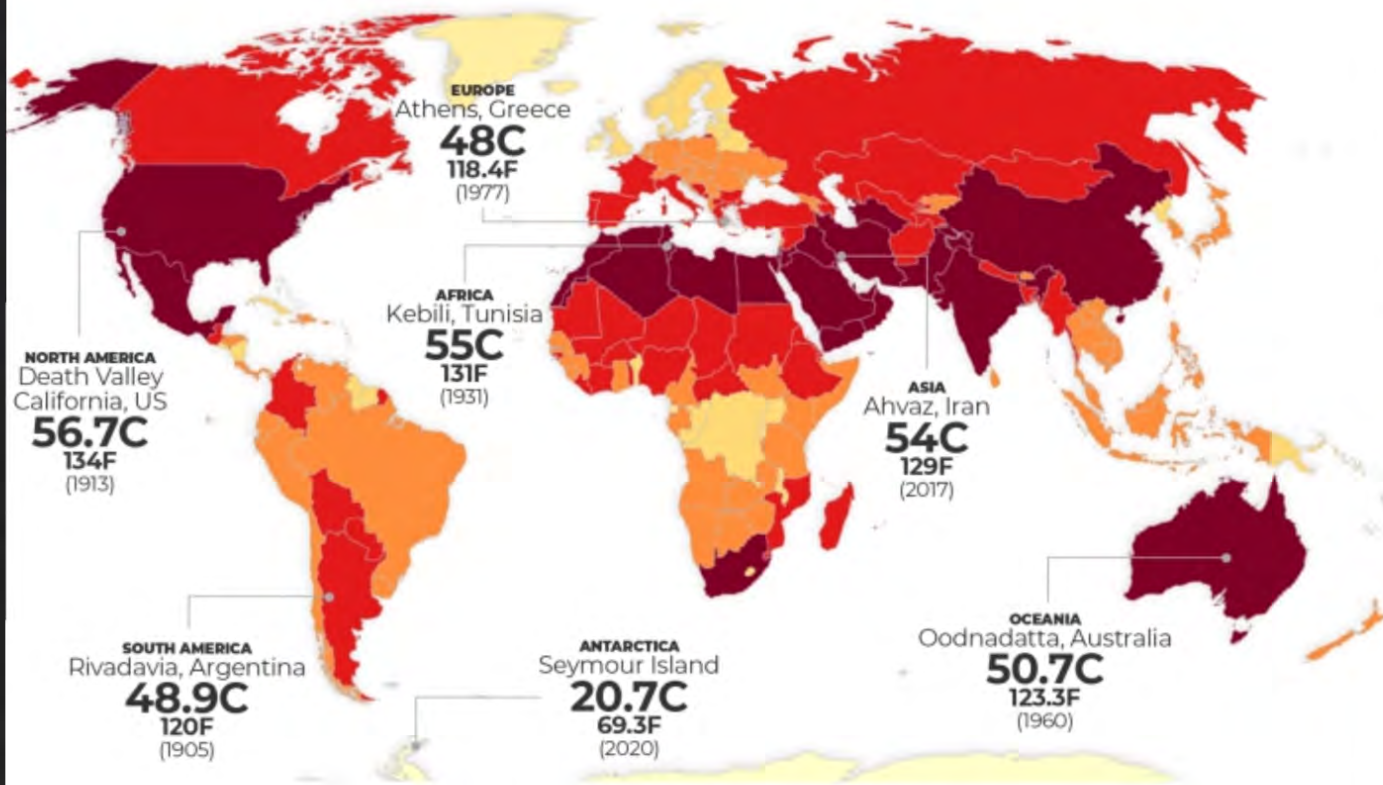 EUROPE
Athens, Greece
48C
118.4F
(1977)
AFRICA
Kebili, Tunisia
55C
131F
(1931)
NORTH AMERICA
Death Valley
California, US
56.7C
134F
(1913)
ASIA
Ahvaz, Iran
54C
129F
(2017)
SOUTH AMERICA
Rivadavia, Argentina
48.9C
120F
(1905)
ANTARCTICA
Seymour Island
20.7C
69.3F
(2020)
OCEANIA
Oodnadatta, Australia
50.7C
123.3F
(1960)